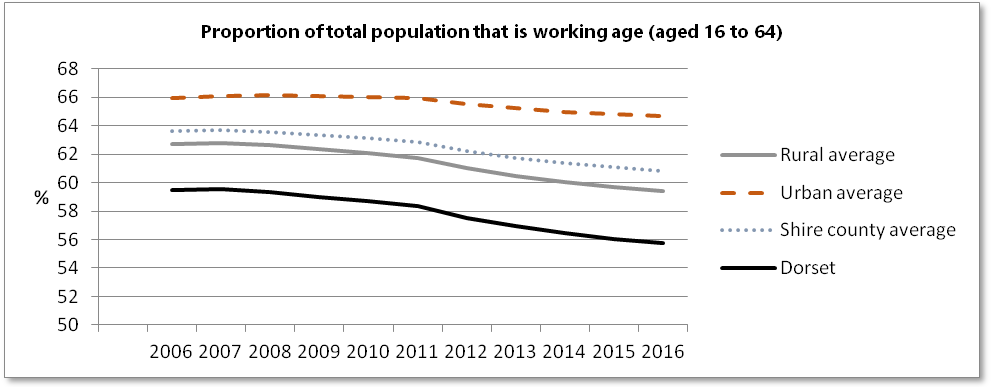 Proportion of total population that is working age (aged 16 to 64)
68
66
64
62
60
58
56
54
52
50
%
2006 2007 2008 2009 2010 2011 2012 2013 2014 2015 2016
Rural average
Urban average
Shire county average
Dorset